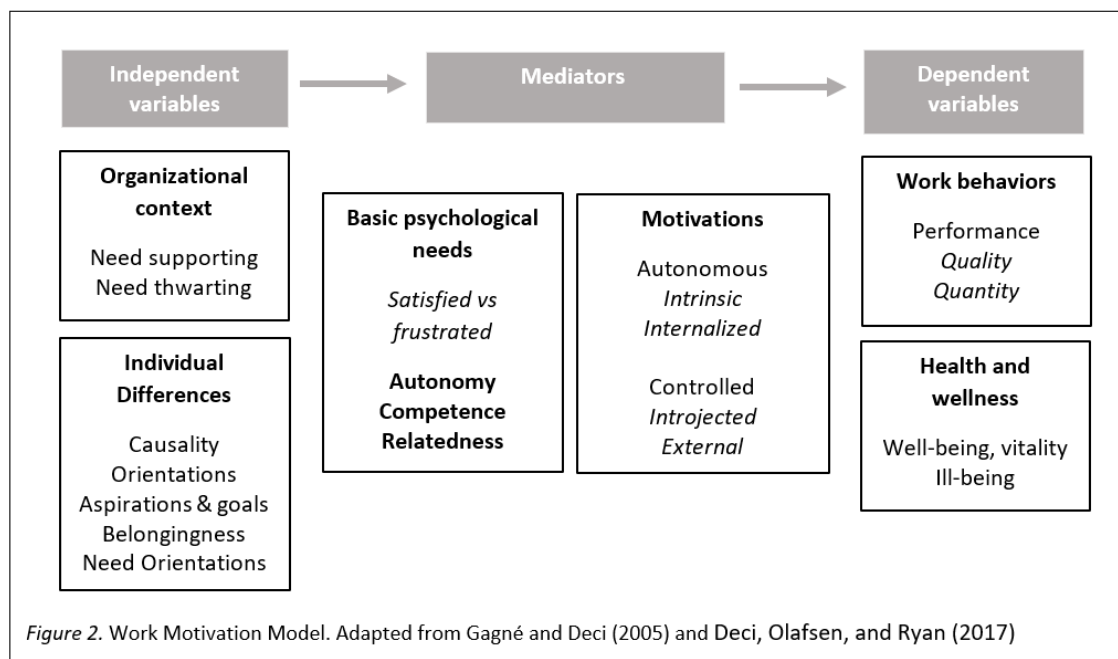 Independent
variables
Mediators
Dependent
variables
Organizational
context
Need supporting
Need thwarting
Individual
Differences
Causality
Orientations
Aspirations & goals
Belongingness
Need Orientations
Basic psychological
needs
Satisfied vs
frustrated
Autonomy
Competence
Relatedness
Motivations
Autonomous
Intrinsic
Internalized
Controlled
Introjected
External
Work behaviors
Performance
Quality
Quantity
Health and
wellness
Well-being, vitality
Ill-being
Figure 2. Work Motivation Model. Adapted from Gagné and Deci (2005) and Deci, Olafsen, and Ryan (2017)